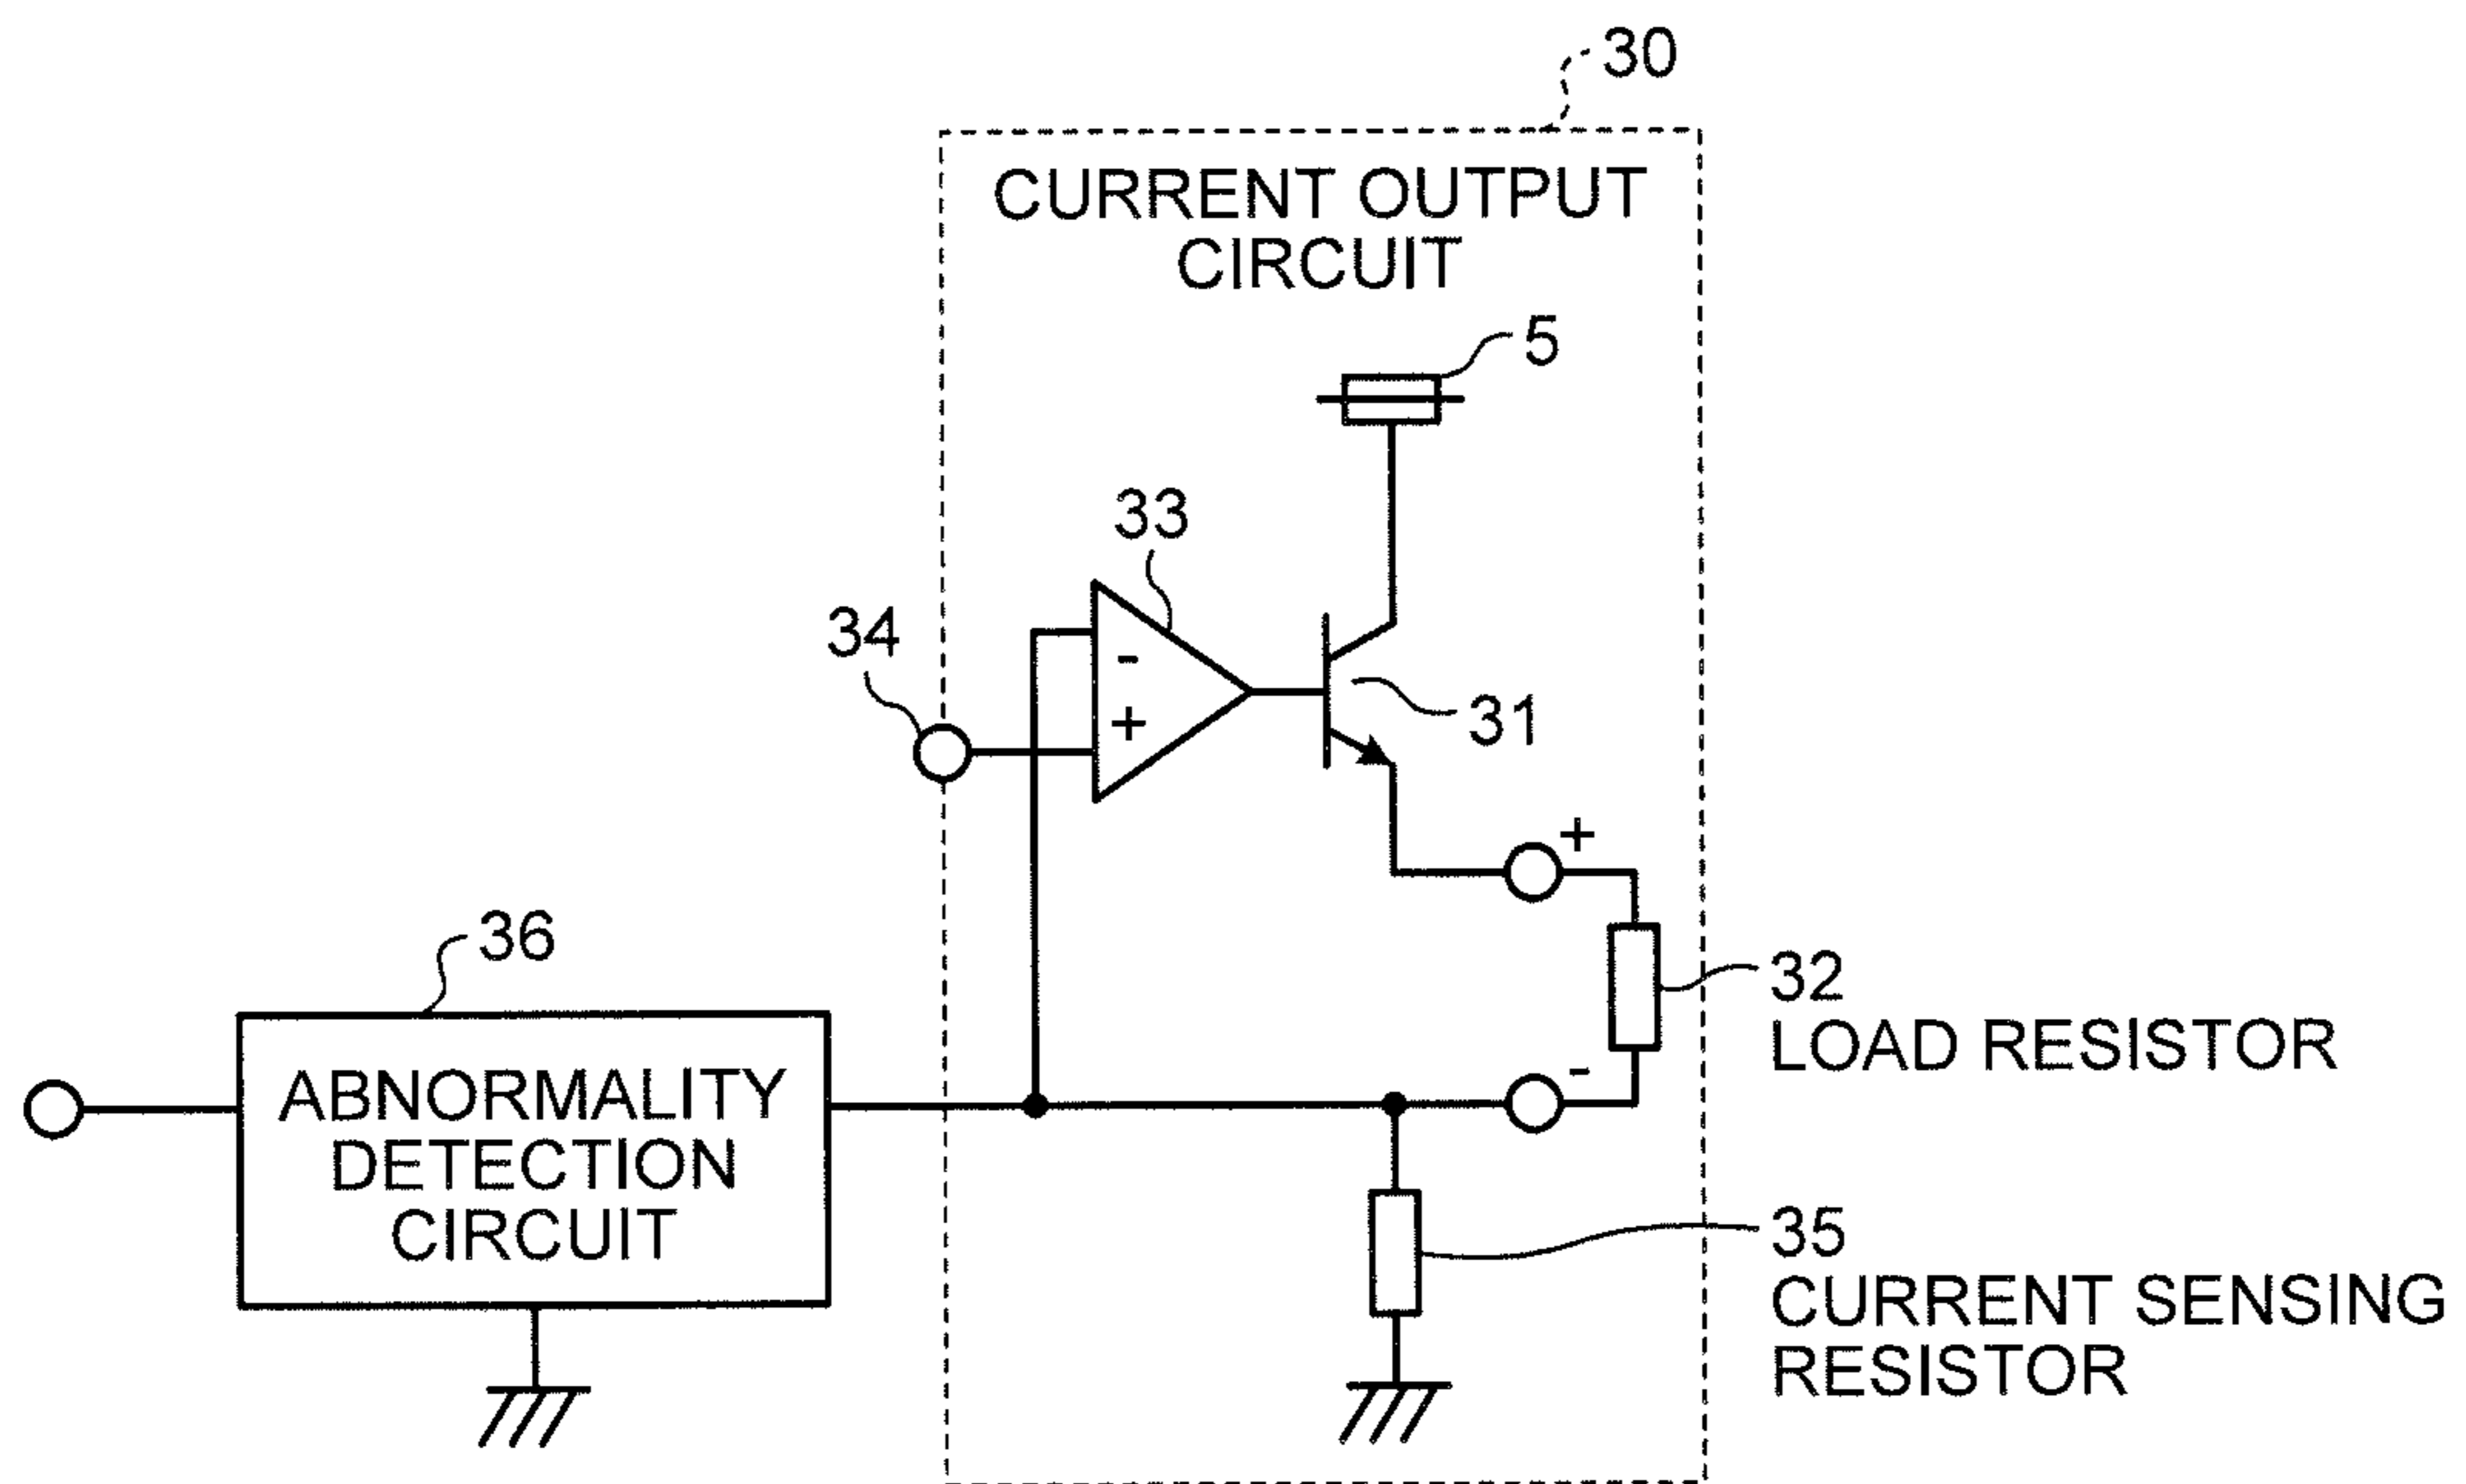 30
CURRENT OUTPUT
CIRCUIT
5
33
34
-
+
31
+
36
32
LOAD RESISTOR
-
ABNORMALITY
DETECTION
CIRCUIT
35
CURRENT SENSING
RESISTOR